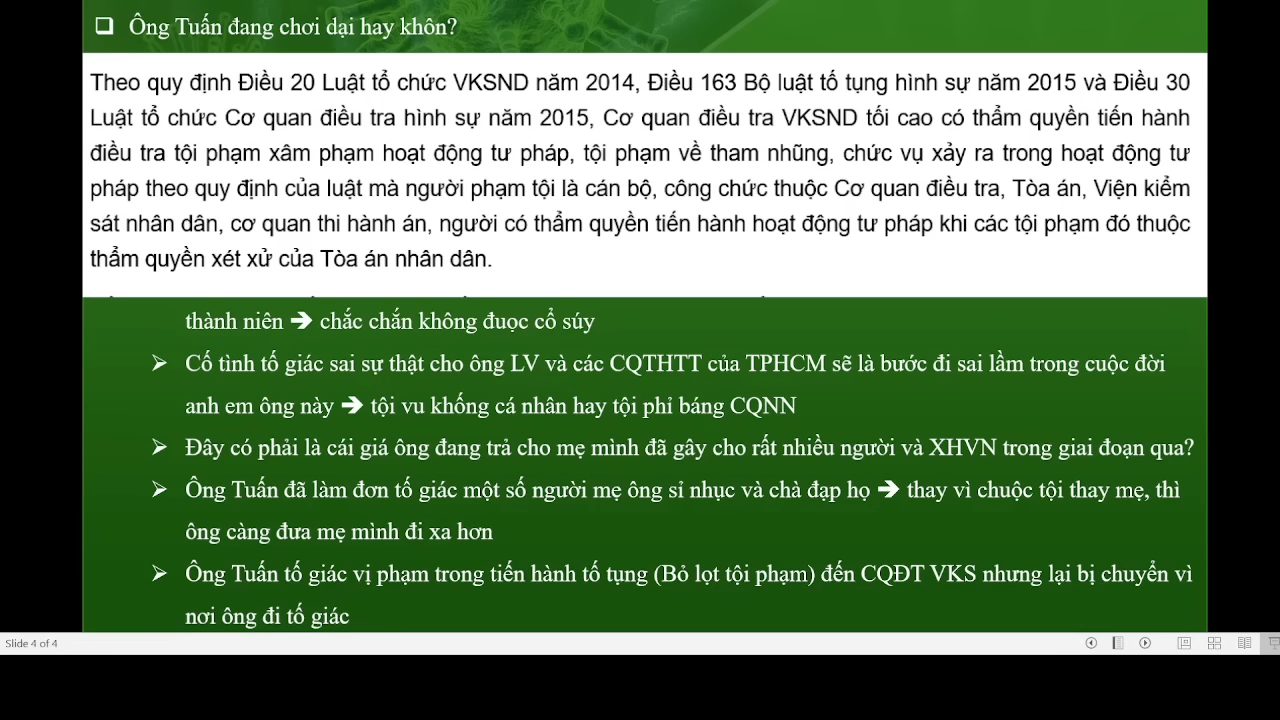 Ông Tuấn đang chơi dại hay khôn?
Theo quy định Điều 20 Luật tổ chức VKSND năm 2014, Điều 163 Bộ luật tố tụng hình sự năm 2015 và Điều 30
Luật tổ chức Cơ quan điều tra hình sự năm 2015, Cơ quan điều tra VKSND tối cao có thẩm quyền tiến hành
điều tra tội phạm xâm phạm hoạt động tư pháp, tội phạm về tham nhũng, chức vụ xảy ra trong hoạt động tư
pháp theo quy định của luật mà người phạm tội là cán bộ, công chức thuộc Cơ quan điều tra, Tòa án, Viện kiểm
sát nhân dân, cơ quan thi hành án, người có thẩm quyền tiến hành hoạt động tư pháp khi các tội phạm đó thuộc
thẩm quyền xét xử của Tòa án nhân dân.
thành niên ➔ chắc chắn không đuọc cổ súy
Cố tình tố giác sai sự thật cho ông LV và các CQTHTT của TPHCM sẽ là bước đi sai lầm trong cuộc đời
anh em ông này ➔ tội vu khống cá nhân hay tội phỉ báng CQNN
Đây có phải là cái giá ông đang trả cho mẹ mình đã gây cho rất nhiều người và XHVN trong giai đoạn qua?
Ông Tuấn đã làm đơn tố giác một số người mẹ ông sỉ nhục và chà đạp họ ➔ thay vì chuộc tội thay mẹ, thì
ông càng đưa mẹ mình đi xa hơn
Ông Tuấn tố giác vị phạm trong tiến hành tố tụng (Bỏ lọt tội phạm) đến CQĐT VKS nhưng lại bị chuyển vì
nơi ông đi tố giác
Slide 4 of 4